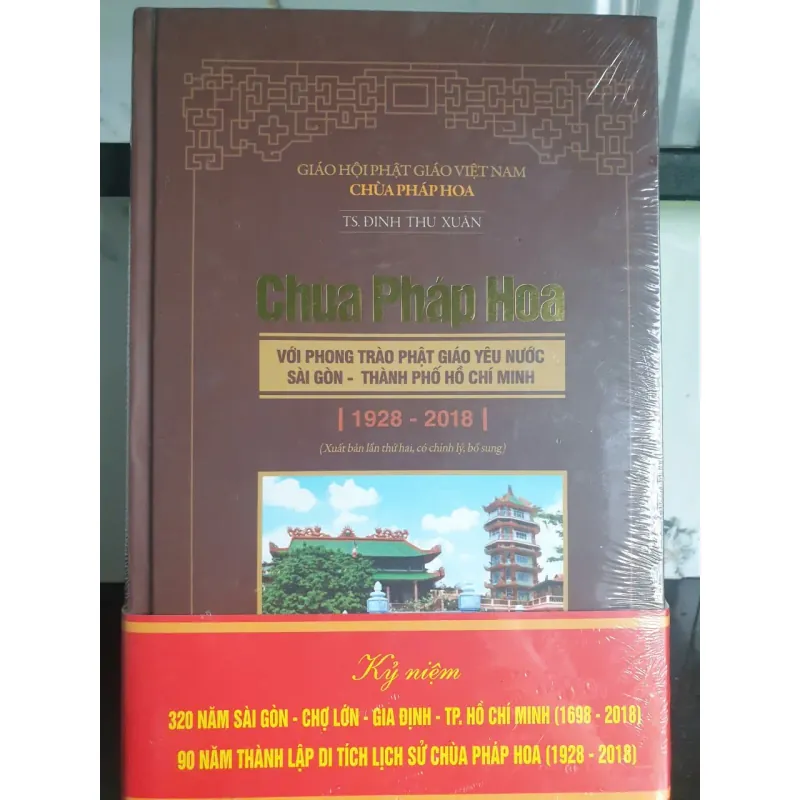 GIÁO HỘI PHẬT GIÁO VIỆT NAM
CHÙA PHÁP HOA
TS. ĐINH THU XUÂN
Chùa Pháp Hoa
VỚI PHONG TRÀO PHẬT GIÁO YÊU NƯỚC
SÀI GÒN - THÀNH PHỐ HỒ CHÍ MINH
| 1928 - 2018 |
(Xuất bản lần thứ hai, có chỉnh lý, bổ sung)
Kỷ niệm
320 NĂM SÀI GÒN - CHỢ LỚN - GIA ĐỊNH - TP. HỒ CHÍ MINH (1698 - 2018)
90 NĂM THÀNH LẬP DI TÍCH LỊCH SỬ CHÙA PHÁP HOA (1928 - 2018)